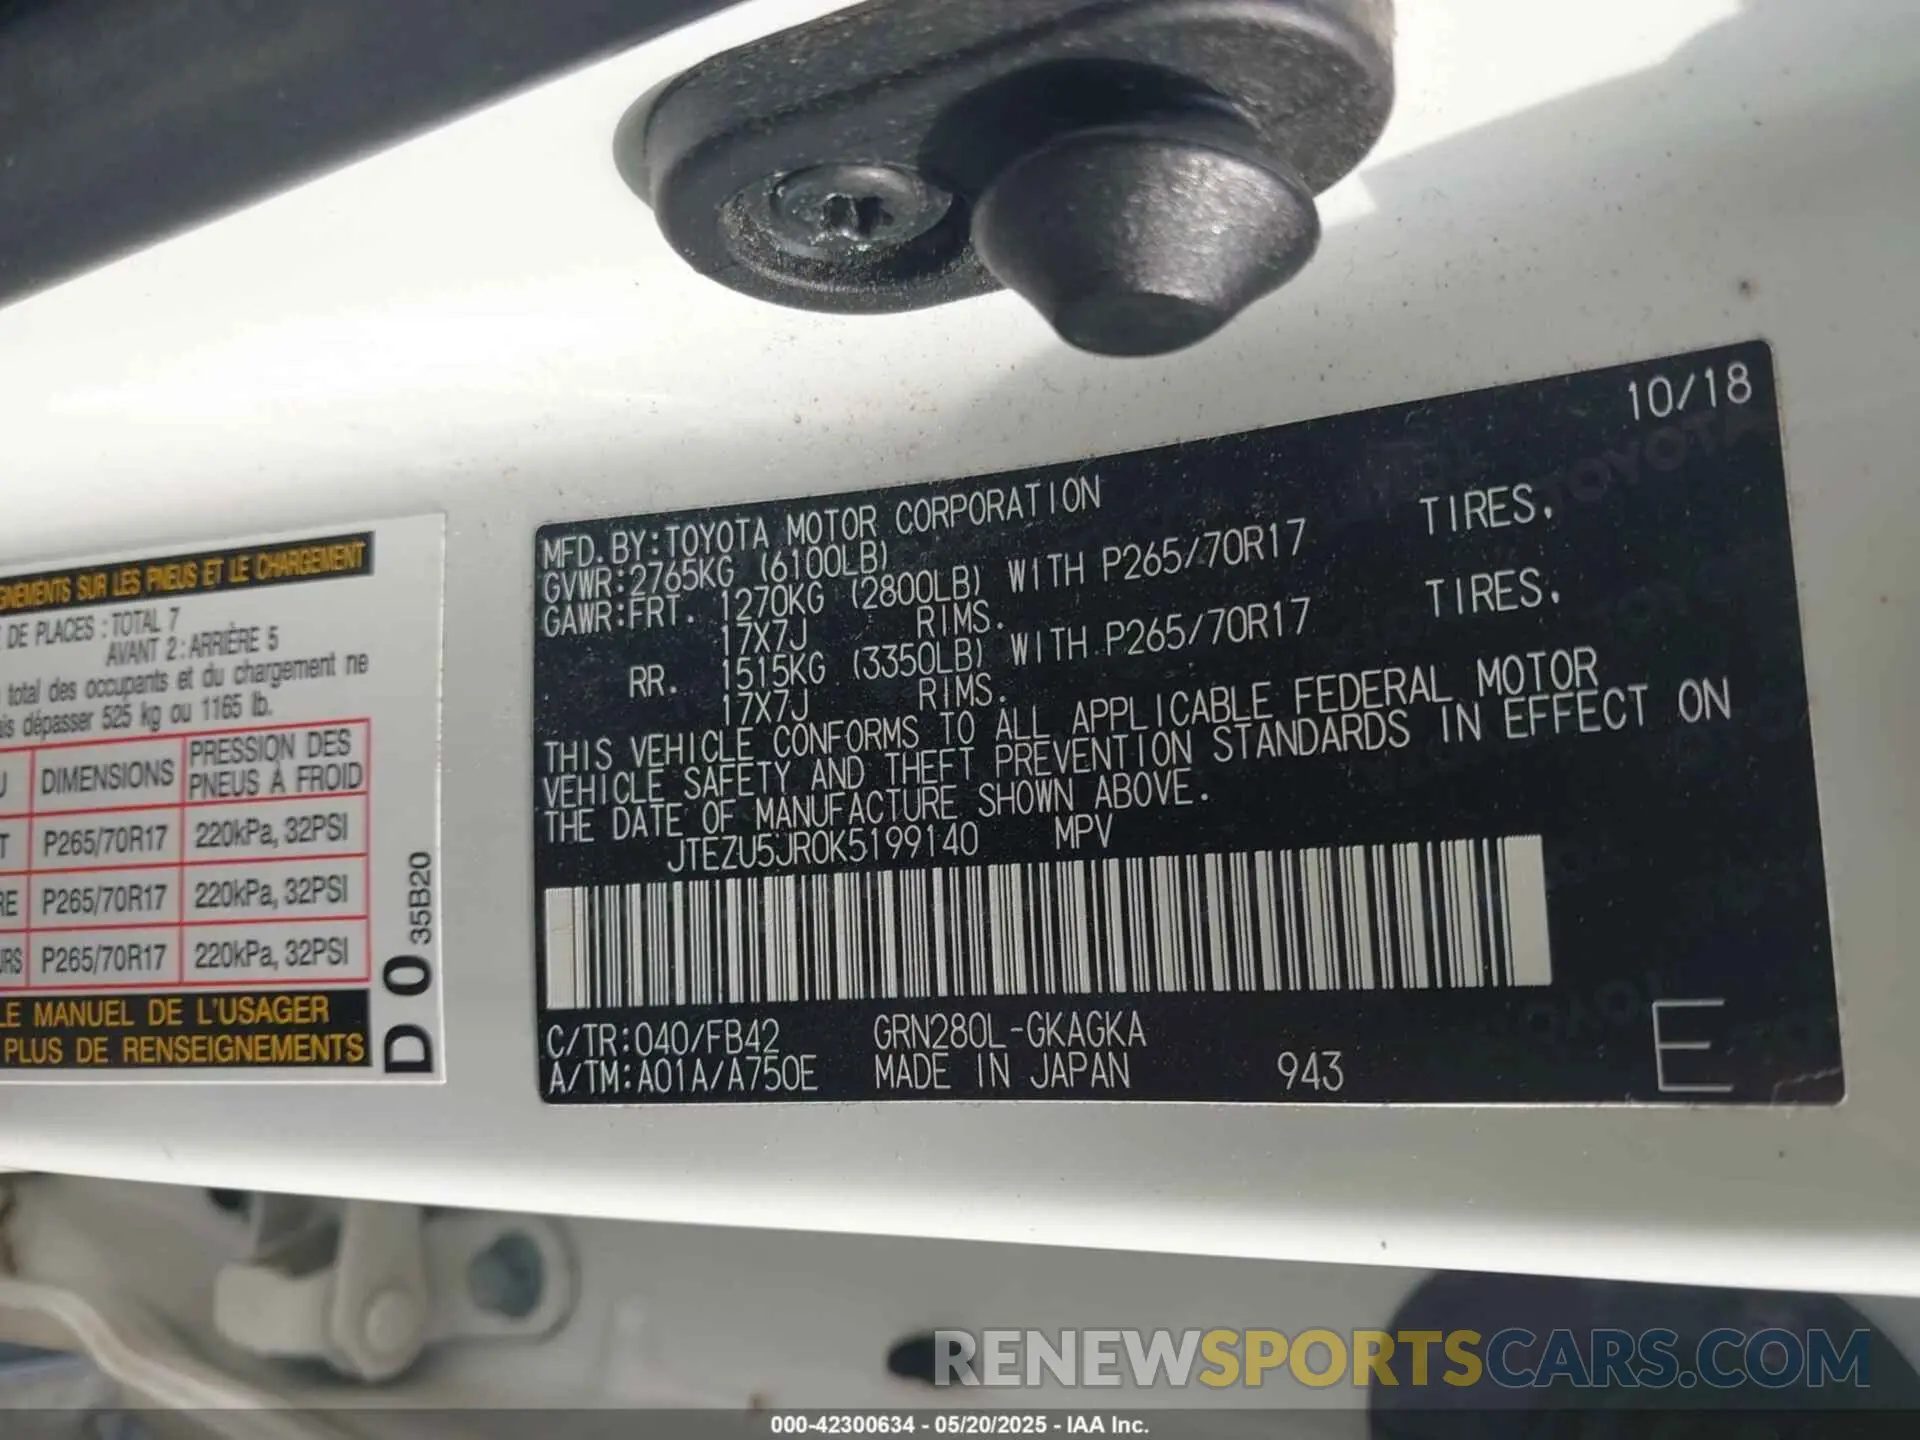 GNEMENTS SUR LES PNEUS ET LE CHARGEMENT
DE PLACES : TOTAL 7
AVANT 2 : ARRIÈRE 5
total des occupants et du chargement ne
is dépasser 525 kg ou 1165 lb.
DIMENSIONS PRESSION DES
PNEUS À FROID
T P265/70R17 220kPa, 32PSI
RE P265/70R17 220kPa, 32PSI
URS P265/70R17 220kPa, 32PSI
LE MANUEL DE L'USAGER
PLUS DE RENSEIGNEMENTS
D 0 35B20
10/18
MFD.BY:TOYOTA MOTOR CORPORATION
GVWR:2765KG (6100LB)
GAWR:FRT. 1270KG (2800LB) WITH P265/70R17 TIRES,
17X7J RIMS.
RR. 1515KG (3350LB) WITH P265/70R17 TIRES,
17X7J RIMS.
THIS VEHICLE CONFORMS TO ALL APPLICABLE FEDERAL MOTOR
VEHICLE SAFETY AND THEFT PREVENTION STANDARDS IN EFFECT ON
THE DATE OF MANUFACTURE SHOWN ABOVE.
JTEZU5JR0K5199140 MPV
C/TR:040/FB42 GRN280L-GKAGKA
A/TM:A01A/A750E MADE IN JAPAN 943 E
RENEWSPORTSCARS.COM
000-42300634 - 05/20/2025 - IAA Inc.